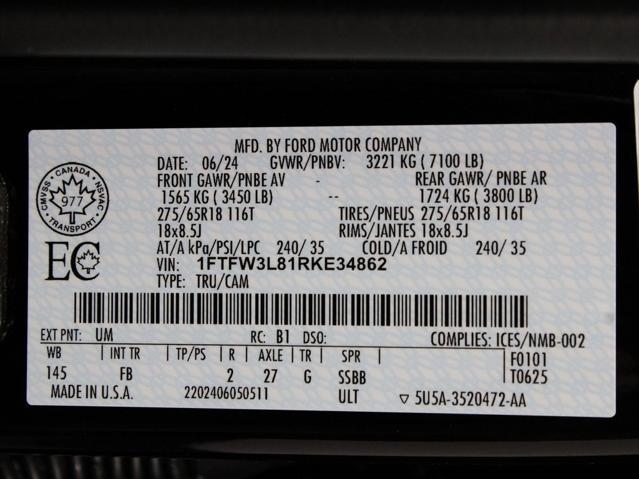 MFD. BY FORD MOTOR COMPANY
DATE: 06/24 GVWR/PNBV: 3221 KG ( 7100 LB)
FRONT GAWR/PNBE AV - REAR GAWR/ PNBE AR
1565 KG ( 3450 LB) -- 1724 KG ( 3800 LB)
275/65R18 116T TIRES/PNEUS 275/65R18 116T
18x8.5J RIMS/JANTES 18x8.5J
AT/A kPa/PSI/LPC 240/ 35 COLD/A FROID 240/ 35
VIN: 1FTFW3L81RKE34862
TYPE: TRU/CAM
CMVSS · CANADA · NSVAC
977
TRANSPORT
EC
EXT PNT: UM RC: B1 DSO: COMPLIES: ICES/NMB-002
WB INT TR TP/PS R AXLE TR SPR F0101
145 FB 2 27 G SSBB T0625
MADE IN U.S.A. 2202406050511 ULT ▽ 5U5A-3520472-AA